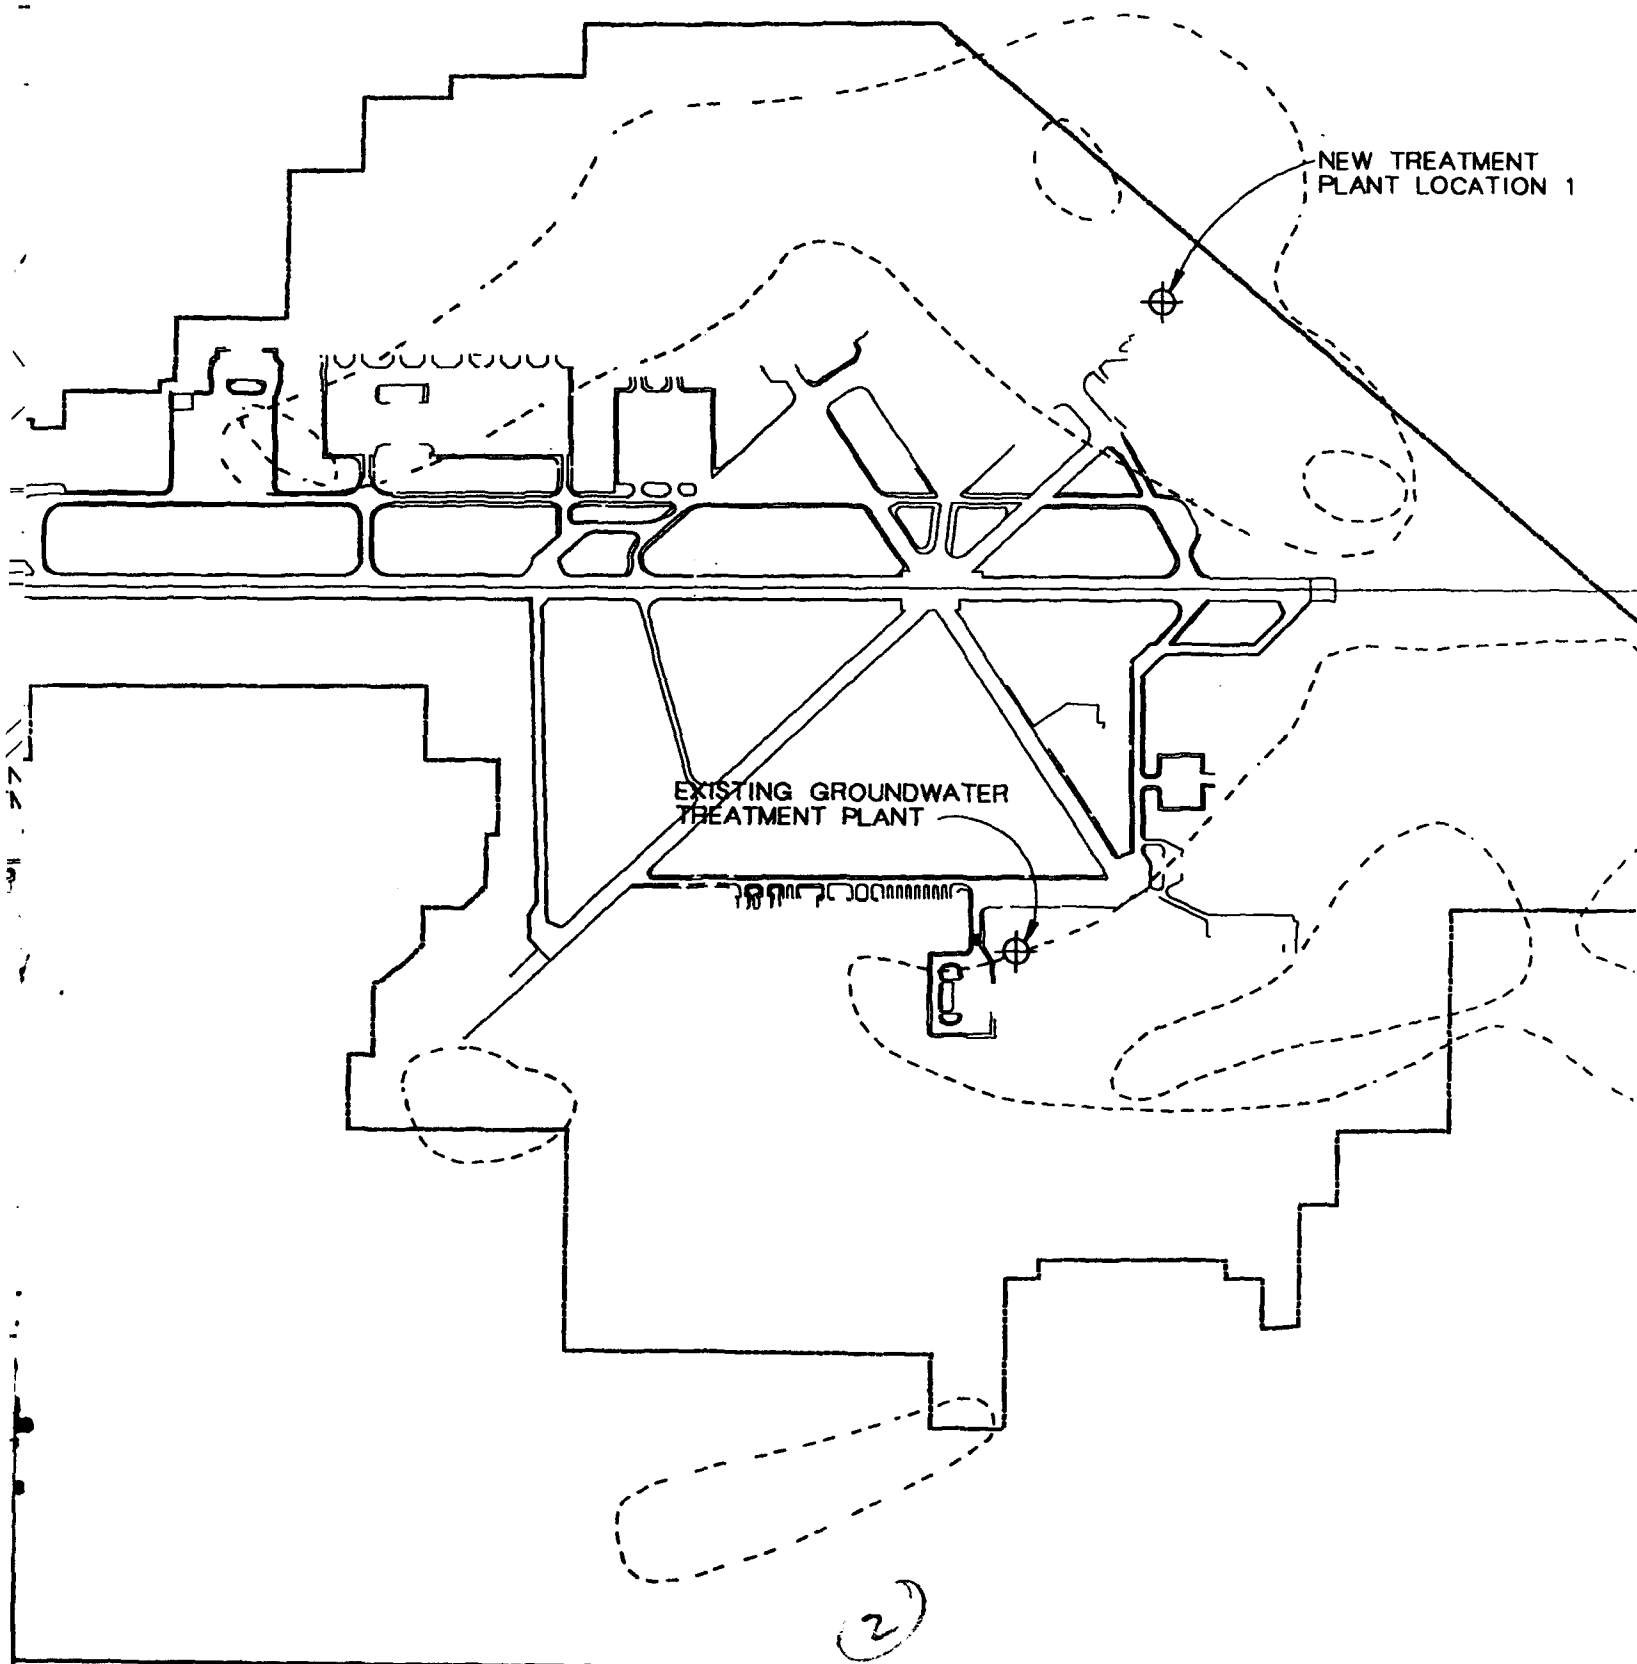 NEW TREATMENT
PLANT LOCATION 1
EXISTING GROUNDWATER
TREATMENT PLANT
2